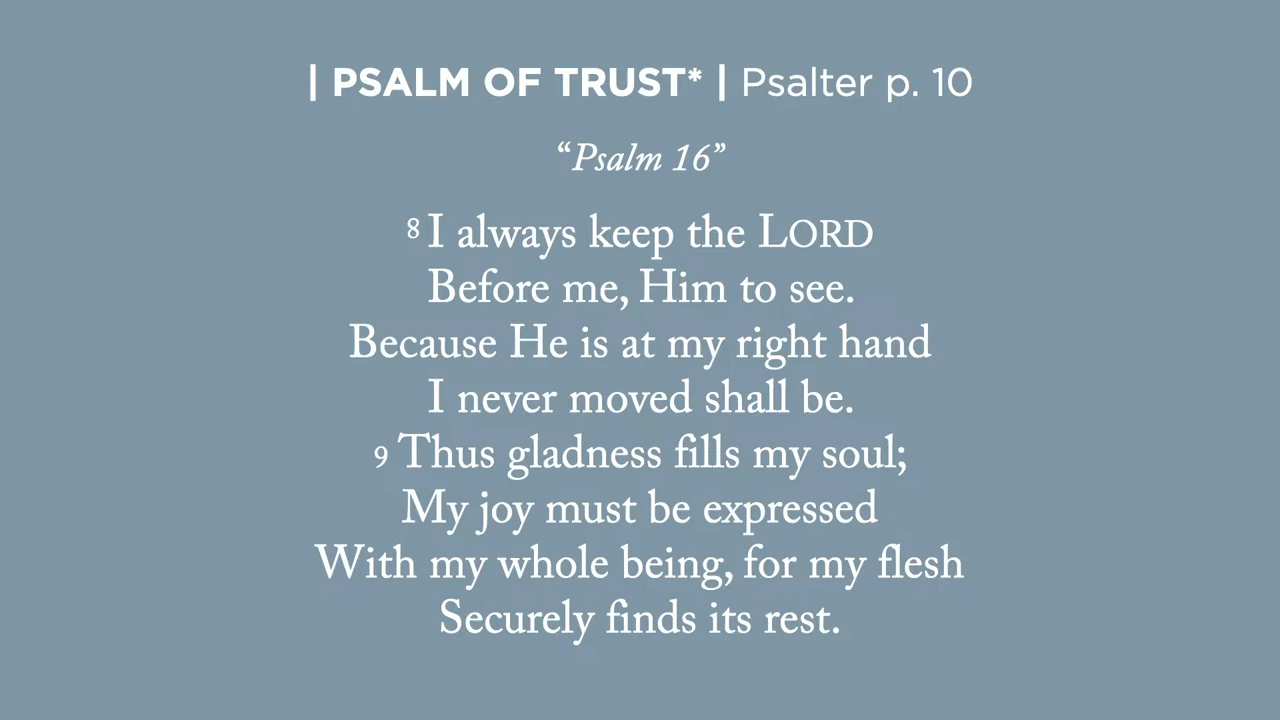 | PSALM OF TRUST* | Psalter p. 10
“Psalm 16”
8 I always keep the LORD
Before me, Him to see.
Because He is at my right hand
I never moved shall be.
9 Thus gladness fills my soul;
My joy must be expressed
With my whole being, for my flesh
Securely finds its rest.